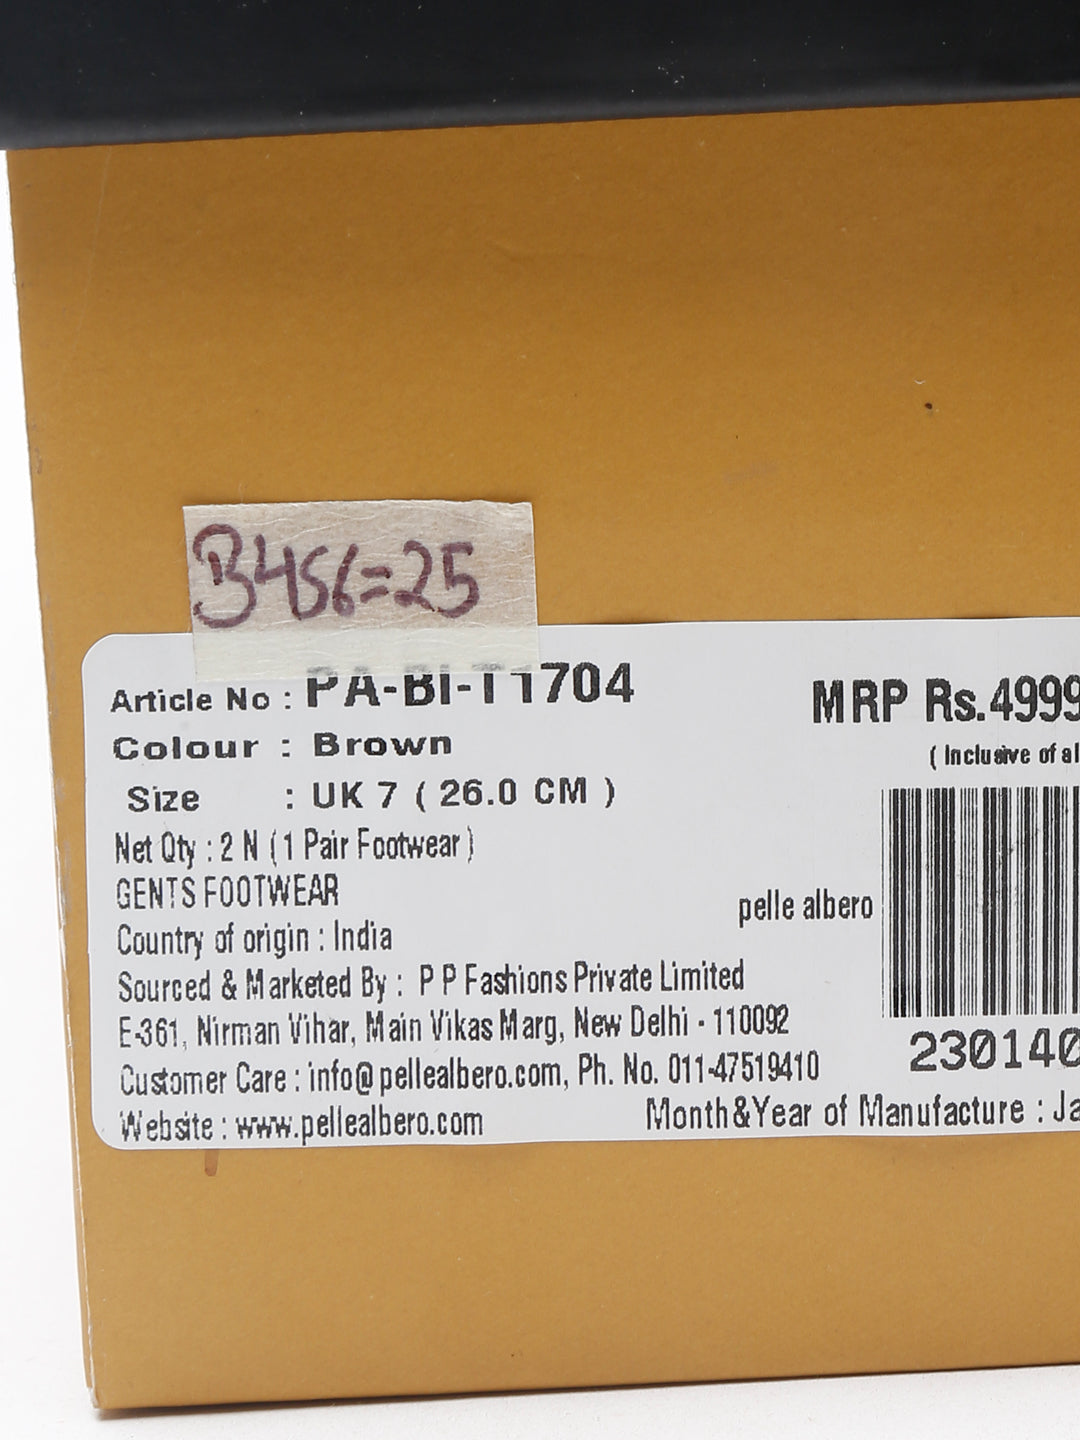 B456=25
Article No : PA-BI-T1704
Colour : Brown
Size : UK 7 ( 26.0 CM )
Net Qty : 2 N ( 1 Pair Footwear )
GENTS FOOTWEAR
Country of origin : India
Sourced & Marketed By : P P Fashions Private Limited
E-361, Nirman Vihar, Main Vikas Marg, New Delhi - 110092
Customer Care : info@pellealbero.com, Ph. No. 011-47519410
Website : www.pellealbero.com
MRP Rs.4999
( Inclusive of al
pelle albero
230140
Month&Year of Manufacture : Ja